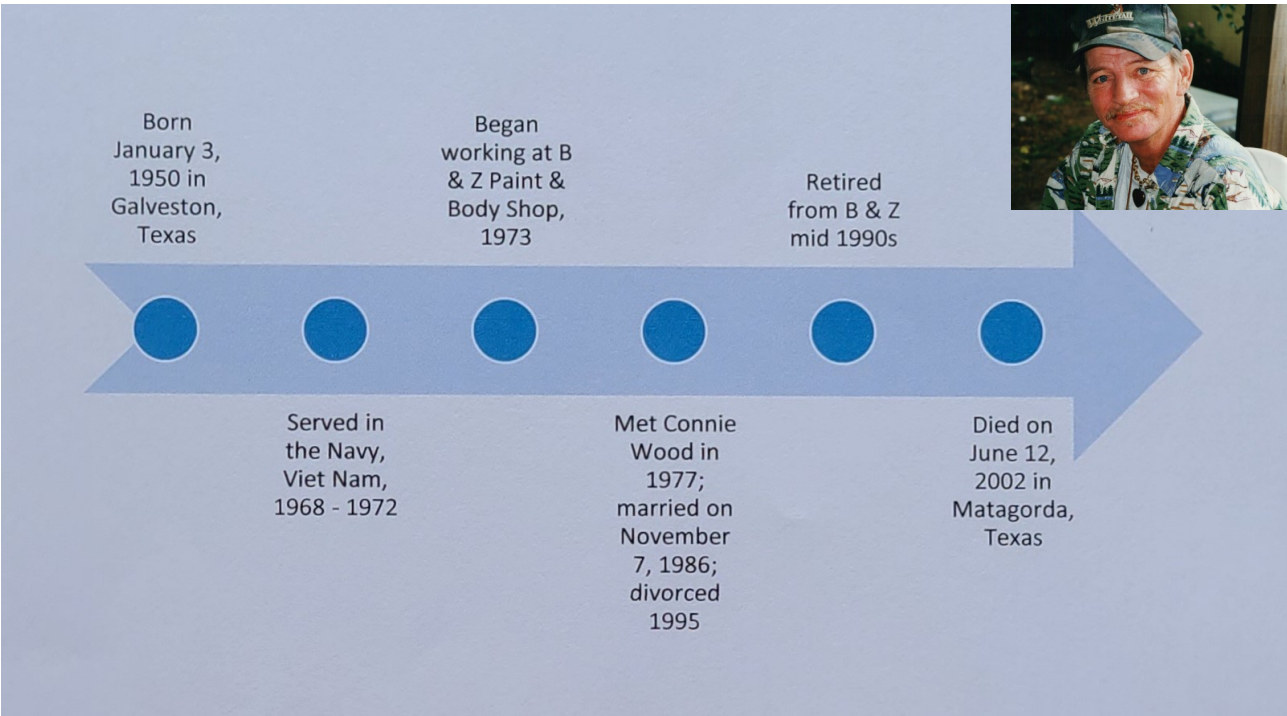 Born
January 3,
1950 in
Galveston,
Texas
Served in
the Navy,
Viet Nam,
1968 - 1972
Began
working at B
& Z Paint &
Body Shop,
1973
Met Connie
Wood in
1977;
married on
November
7, 1986;
divorced
1995
Retired
from B & Z
mid 1990s
Died on
June 12,
2002 in
Matagorda,
Texas